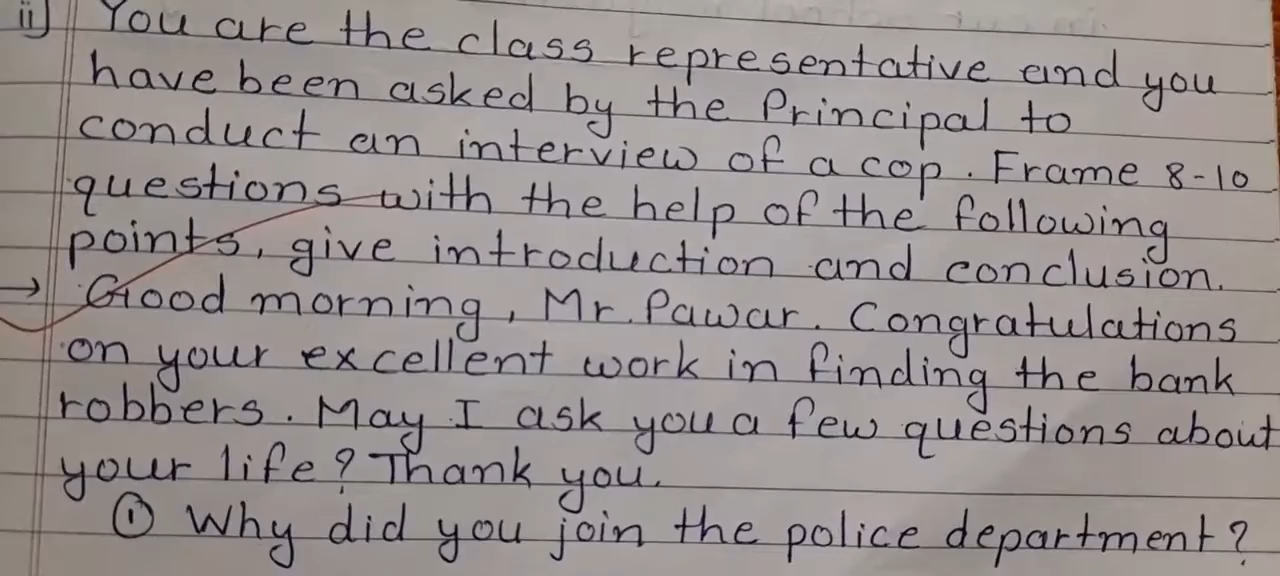 ii) You are the class representative and you
have been asked by the Principal to
conduct an interview of a cop. Frame 8-10
questions with the help of the following
points, give introduction and conclusion.
→ Good morning, Mr. Pawar. Congratulations
on your excellent work in finding the bank
robbers. May I ask you a few questions about
your life? Thank you.
① Why did you join the police department?